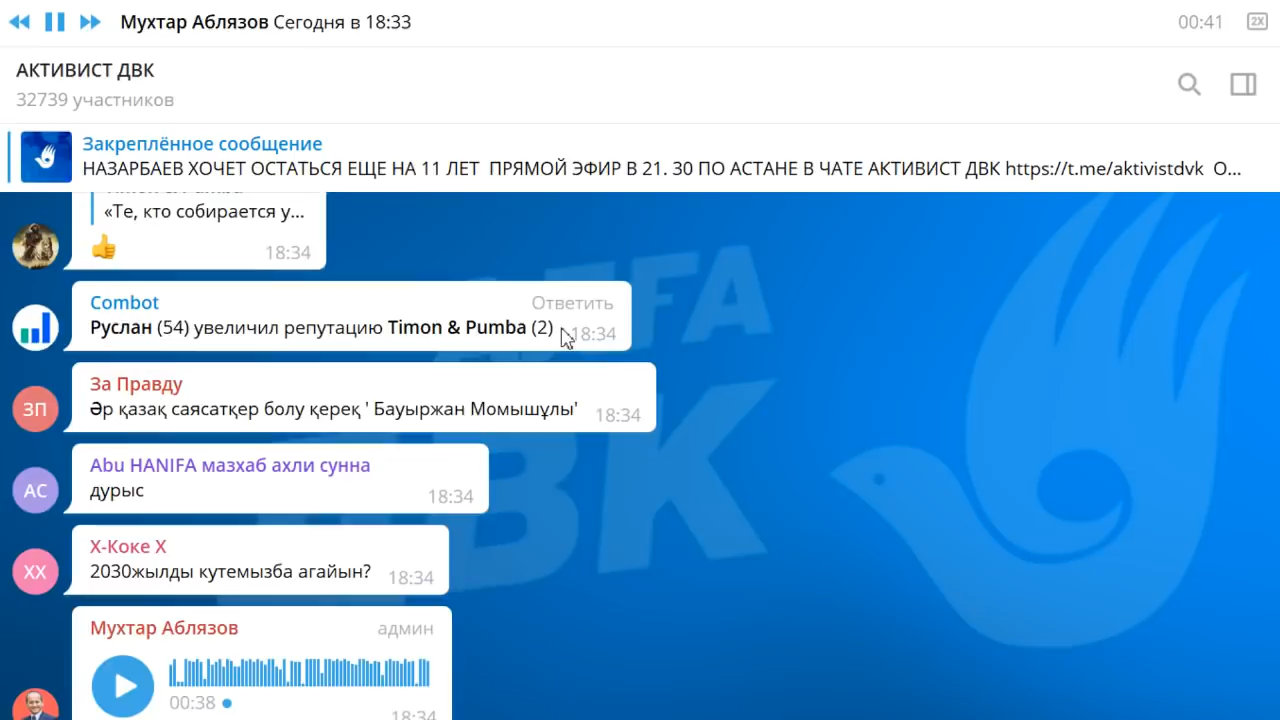 Мухтар Аблязов Сегодня в 18:33
00:41
2X
АКТИВИСТ ДВК
32739 участников
Закреплённое сообщение
НАЗАРБАЕВ ХОЧЕТ ОСТАТЬСЯ ЕЩЕ НА 11 ЛЕТ ПРЯМОЙ ЭФИР В 21. 30 ПО АСТАНЕ В ЧАТЕ АКТИВИСТ ДВК https://t.me/aktivistdvk О...
«Те, кто собирается у...
18:34
Combot
Ответить
Руслан (54) увеличил репутацию Timon & Pumba (2)
18:34
За Правду
ЗП
Әр қазақ саясатқер болу қереқ ' Бауыржан Момышұлы'
18:34
Abu HANIFA мазхаб ахли сунна
АС
дурыс
18:34
Х-Коке Х
ХХ
2030жылды кутемызба агайын?
18:34
Мухтар Аблязов
админ
00:38
18:34